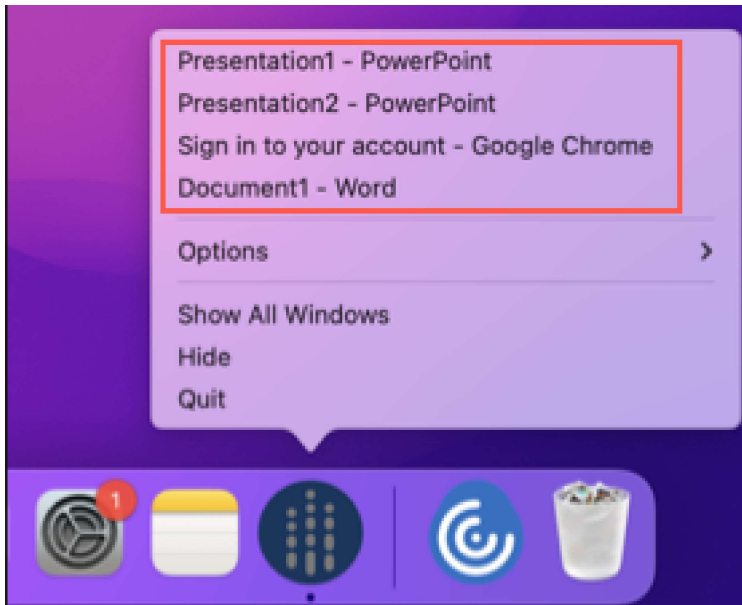 Presentation1 - PowerPoint
Presentation2 - PowerPoint
Sign in to your account - Google Chrome
Document1 - Word
Options
Show All Windows
Hide
Quit
1